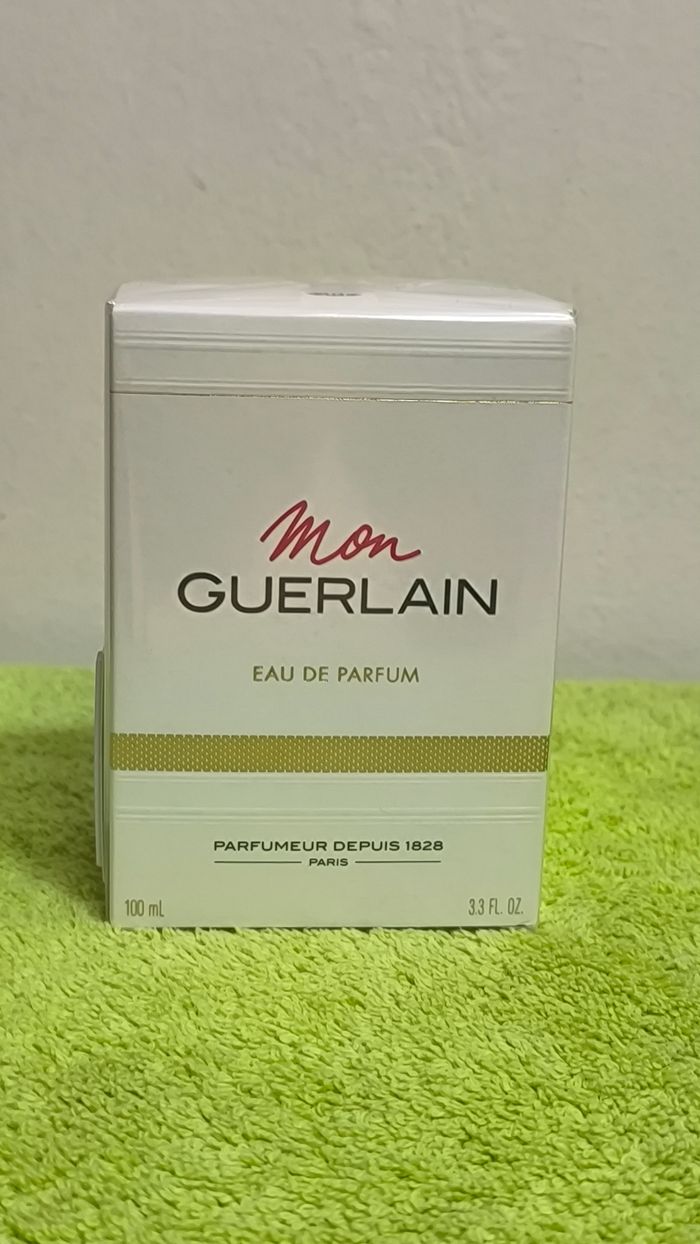 Mon
GUERLAIN
EAU DE PARFUM
PARFUMEUR DEPUIS 1828
PARIS
100 mL
3.3 FL. OZ.